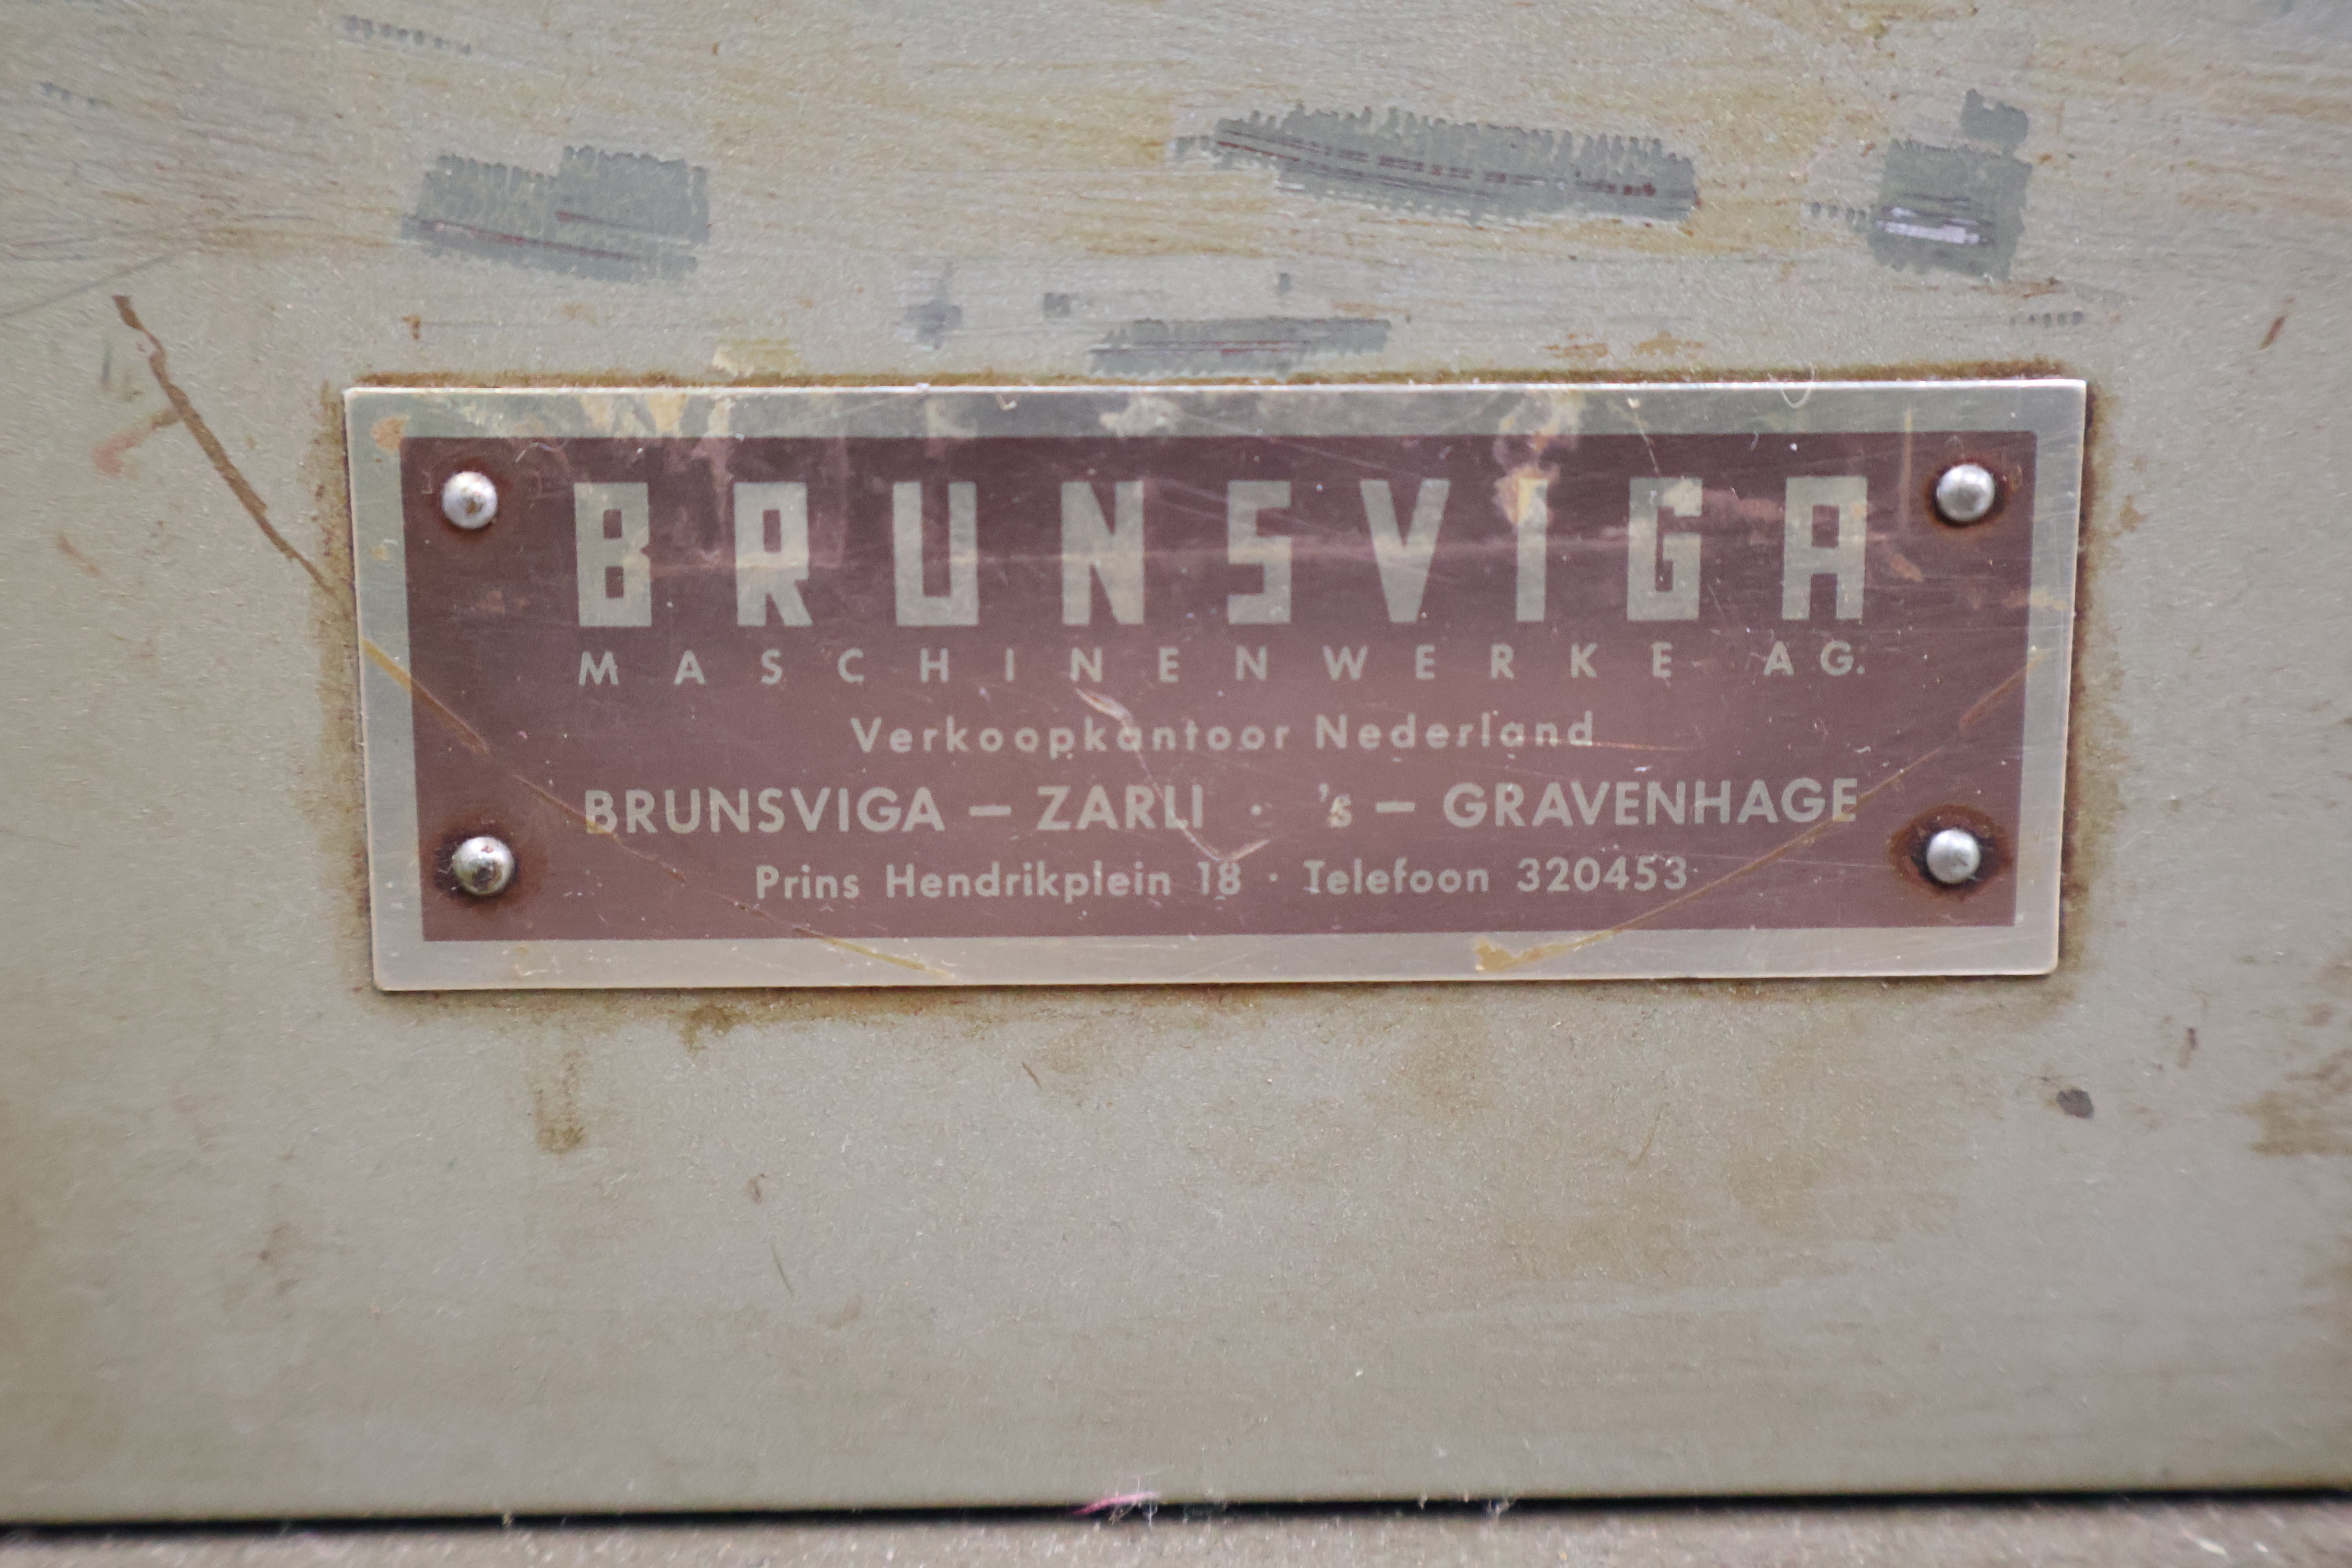 BRUNSVIGA
MASCHINENWERKE AG.
Verkoopkantoor Nederland
BRUNSVIGA — ZARLI · 's — GRAVENHAGE
Prins Hendrikplein 18 · Telefoon 320453